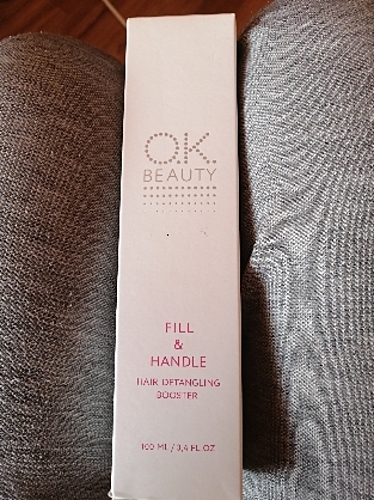 O.K.
BEAUTY
FILL
&
HANDLE
HAIR DETANGLING
BOOSTER
100 ML / 3,4 FL OZ